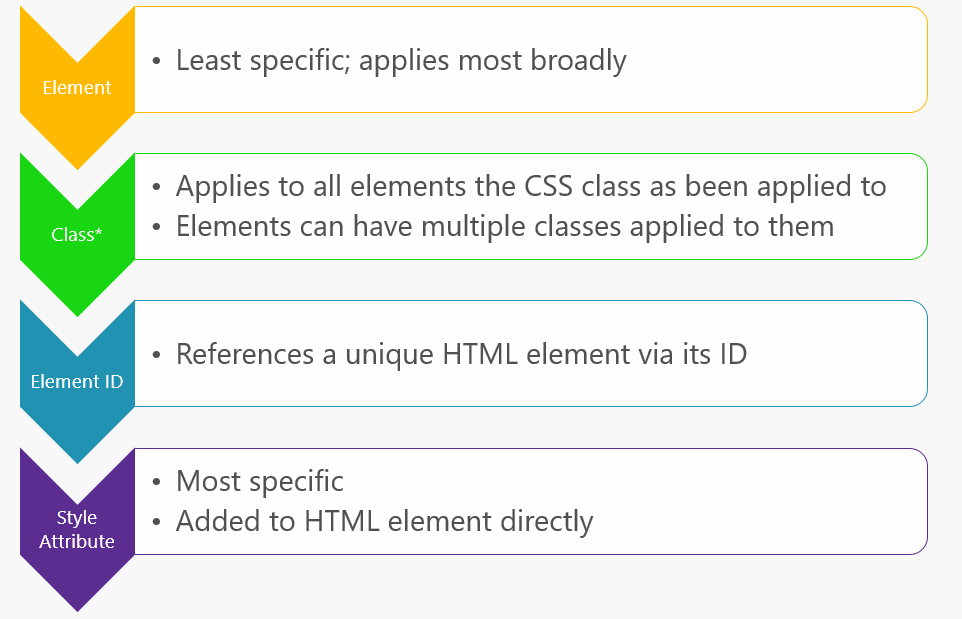 Element
• Least specific; applies most broadly
Class*
• Applies to all elements the CSS class as been applied to
• Elements can have multiple classes applied to them
Element ID
• References a unique HTML element via its ID
Style
Attribute
• Most specific
• Added to HTML element directly